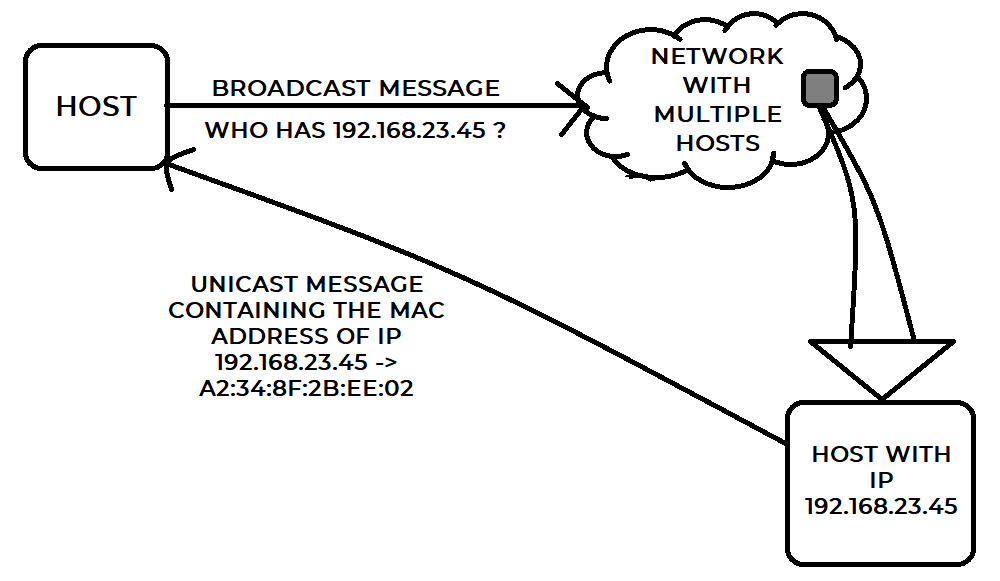 HOST
BROADCAST MESSAGE
WHO HAS 192.168.23.45 ?
NETWORK
WITH
MULTIPLE
HOSTS
UNICAST MESSAGE
CONTAINING THE MAC
ADDRESS OF IP
192.168.23.45 ->
A2:34:8F:2B:EE:02
HOST WITH
IP
192.168.23.45